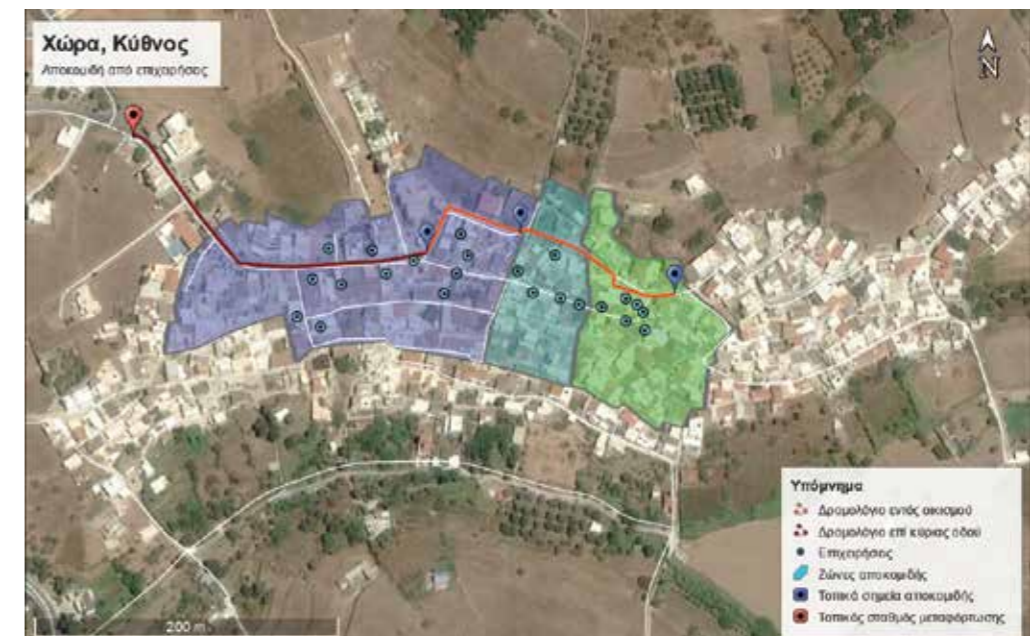 Χώρα, Κύθνος
Αποκομιδή από επιχειρήσεις
N
Υπόμνημα
Δρομολόγιο εντός οικισμού
Δρομολόγιο επί κύριας οδού
Επιχειρήσεις
Ζώνες αποκομιδής
Τοπικά σημεία αποκομιδής
Τοπικός σταθμός μεταφόρτωσης
200 m